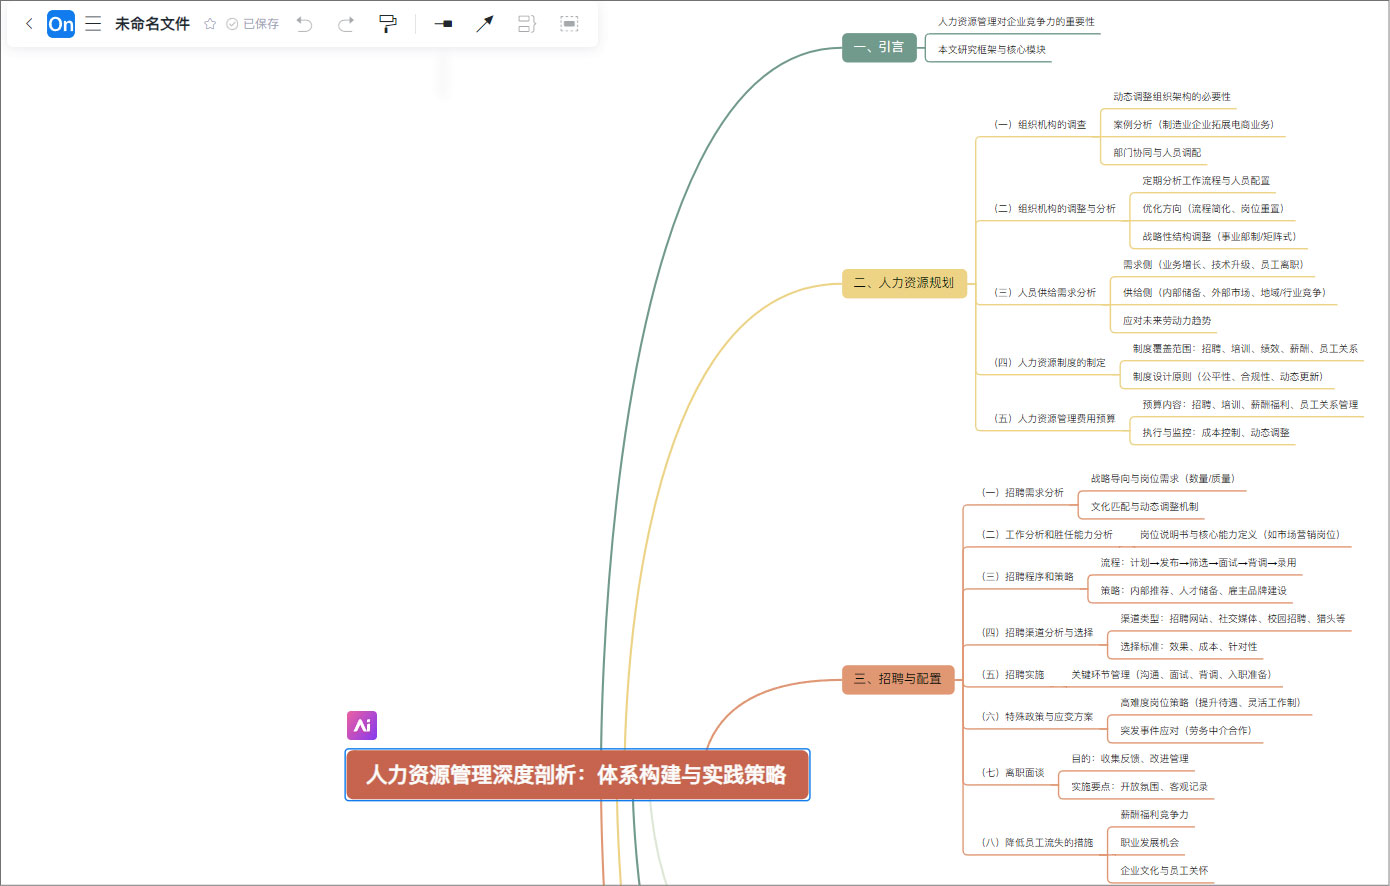 On
未命名文件
已保存
人力资源管理对企业竞争力的重要性
一、引言
本文研究框架与核心模块
动态调整组织架构的必要性
（一）组织机构的调查
案例分析（制造业企业拓展电商业务）
部门协同与人员调配
定期分析工作流程与人员配置
（二）组织机构的调整与分析
优化方向（流程简化、岗位重置）
战略性结构调整（事业部制/矩阵式）
需求侧（业务增长、技术升级、员工离职）
二、人力资源规划
（三）人员供给需求分析
供给侧（内部储备、外部市场、地域/行业竞争）
应对未来劳动力趋势
制度覆盖范围：招聘、培训、绩效、薪酬、员工关系
（四）人力资源制度的制定
制度设计原则（公平性、合规性、动态更新）
预算内容：招聘、培训、薪酬福利、员工关系管理
（五）人力资源管理费用预算
执行与监控：成本控制、动态调整
战略导向与岗位需求（数量/质量）
（一）招聘需求分析
文化匹配与动态调整机制
（二）工作分析和胜任能力分析
岗位说明书与核心能力定义（如市场营销岗位）
流程：计划→发布→筛选→面试→背调→录用
（三）招聘程序和策略
策略：内部推荐、人才储备、雇主品牌建设
渠道类型：招聘网站、社交媒体、校园招聘、猎头等
（四）招聘渠道分析与选择
选择标准：效果、成本、针对性
三、招聘与配置
（五）招聘实施
关键环节管理（沟通、面试、背调、入职准备）
高难度岗位策略（提升待遇、灵活工作制）
（六）特殊政策与应变方案
突发事件应对（劳务中介合作）
Ai
人力资源管理深度剖析：体系构建与实践策略
目的：收集反馈、改进管理
（七）离职面谈
实施要点：开放氛围、客观记录
薪酬福利竞争力
（八）降低员工流失的措施
职业发展机会
企业文化与员工关怀